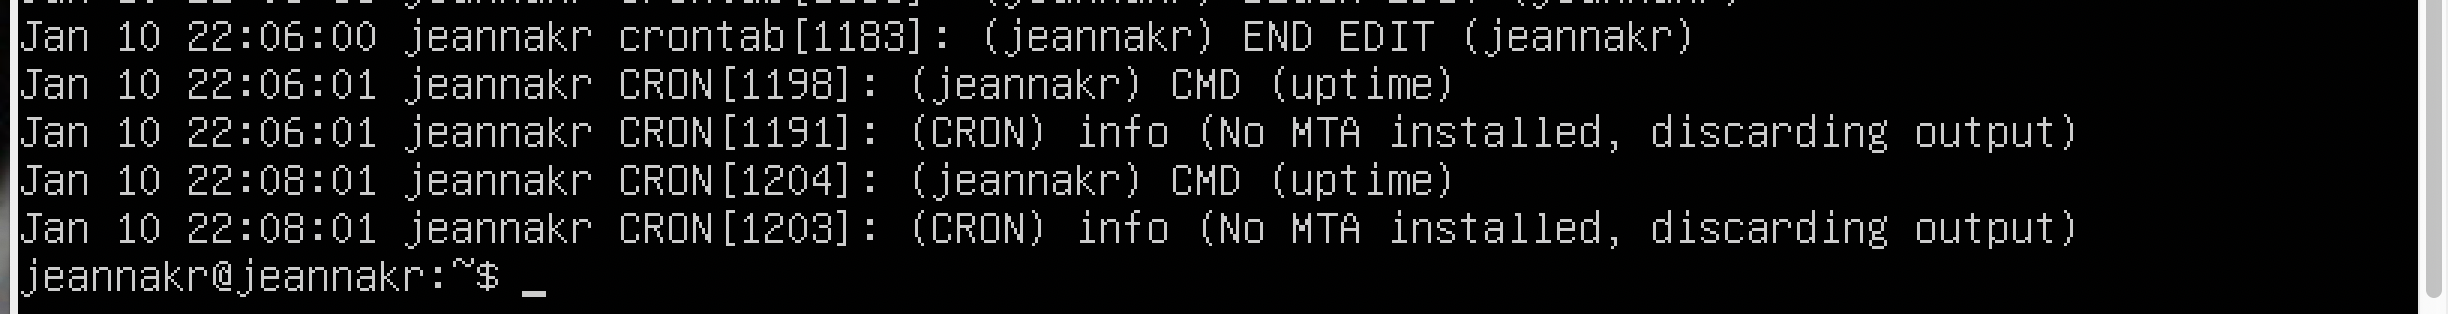 Jan 10 22:06:00 jeannakr crontab[1183]: (jeannakr) END EDIT (jeannakr)
Jan 10 22:06:01 jeannakr CRON[1198]: (jeannakr) CMD (uptime)
Jan 10 22:06:01 jeannakr CRON[1191]: (CRON) info (No MTA installed, discarding output)
Jan 10 22:08:01 jeannakr CRON[1204]: (jeannakr) CMD (uptime)
Jan 10 22:08:01 jeannakr CRON[1203]: (CRON) info (No MTA installed, discarding output)
jeannakr@jeannakr:~$ _